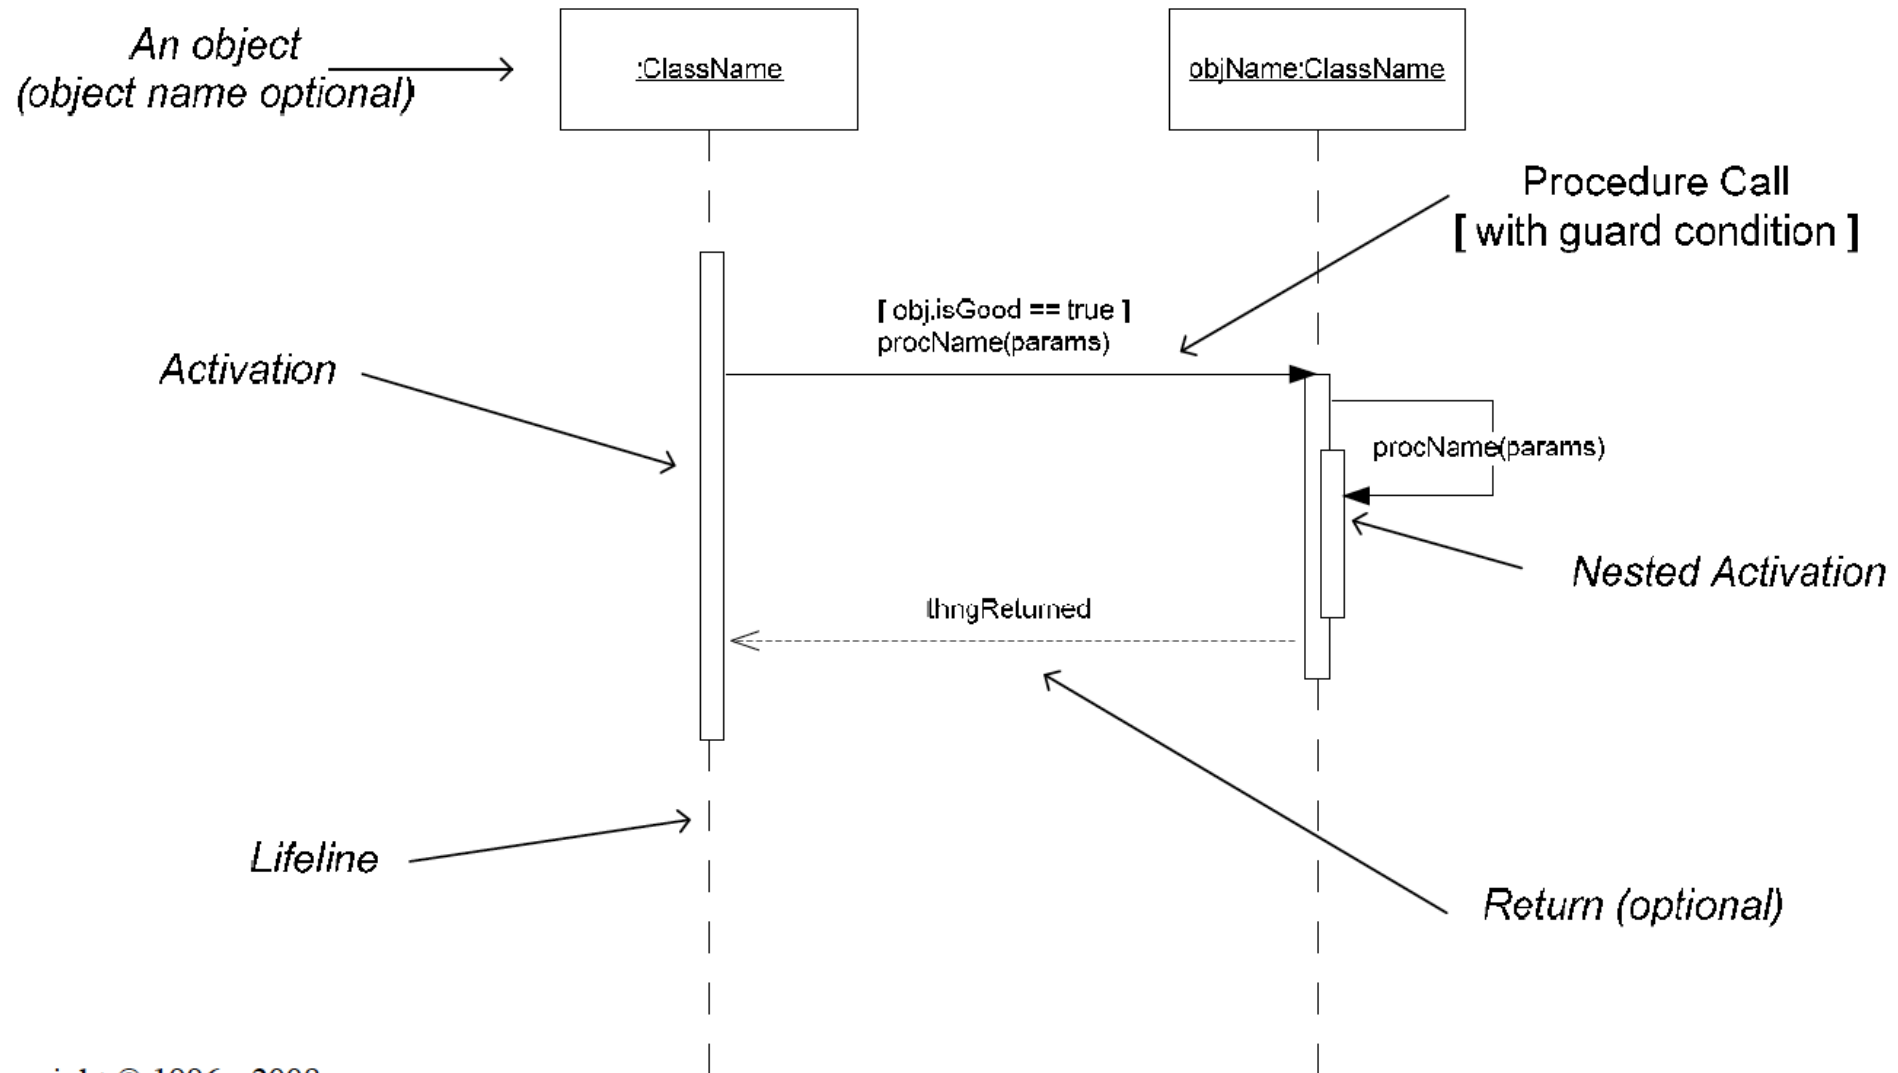 An object
(object name optional)
:ClassName
objName:ClassName
Procedure Call
[ with guard condition ]
[ obj.isGood == true ]
procName(params)
Activation
procName(params)
Nested Activation
thngReturned
Lifeline
Return (optional)